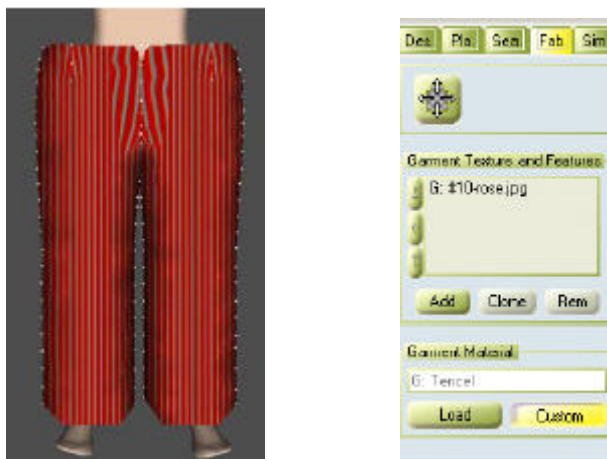 Des Pla Sea Fab Sim
Garment Texture and Features
G: #10-rose.jpg
Add Clone Rem
Garment Material
G: Tencel
Load Custom